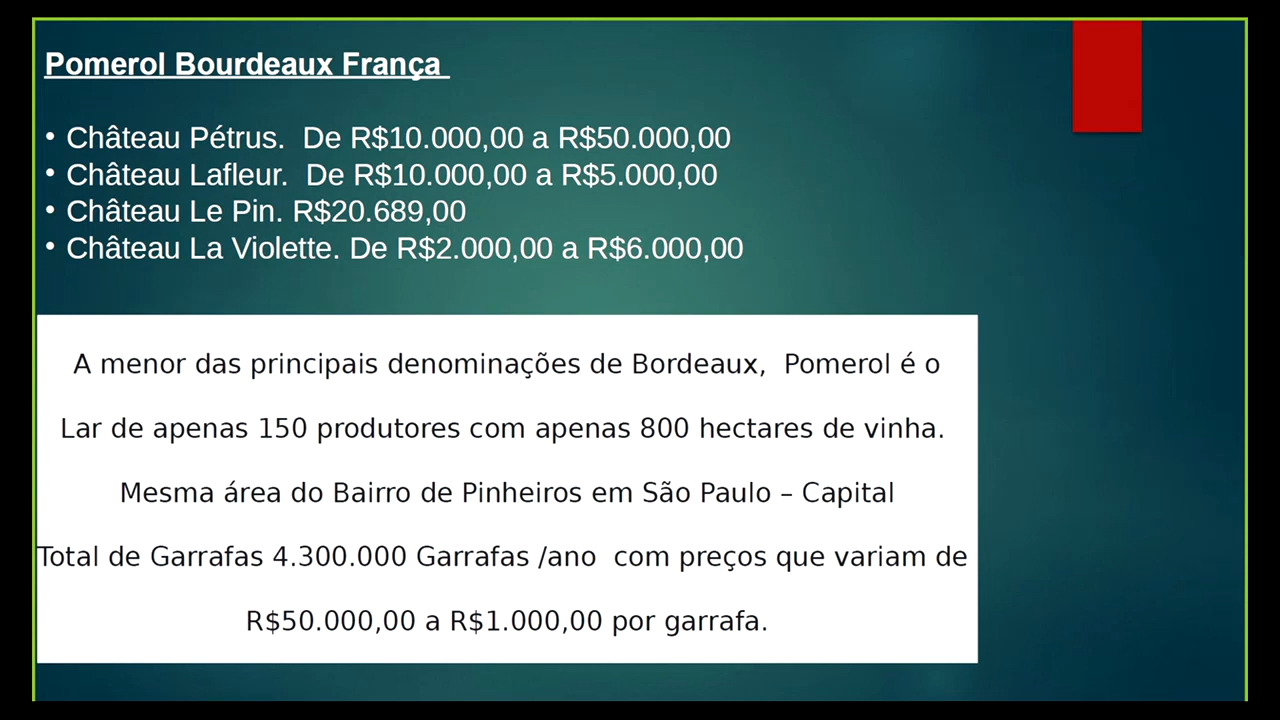 Pomerol Bourdeaux França
• Château Pétrus.  De R$10.000,00 a R$50.000,00
• Château Lafleur.  De R$10.000,00 a R$5.000,00
• Château Le Pin. R$20.689,00
• Château La Violette. De R$2.000,00 a R$6.000,00
A menor das principais denominações de Bordeaux,  Pomerol é o
Lar de apenas 150 produtores com apenas 800 hectares de vinha.
Mesma área do Bairro de Pinheiros em São Paulo – Capital
Total de Garrafas 4.300.000 Garrafas /ano  com preços que variam de
R$50.000,00 a R$1.000,00 por garrafa.